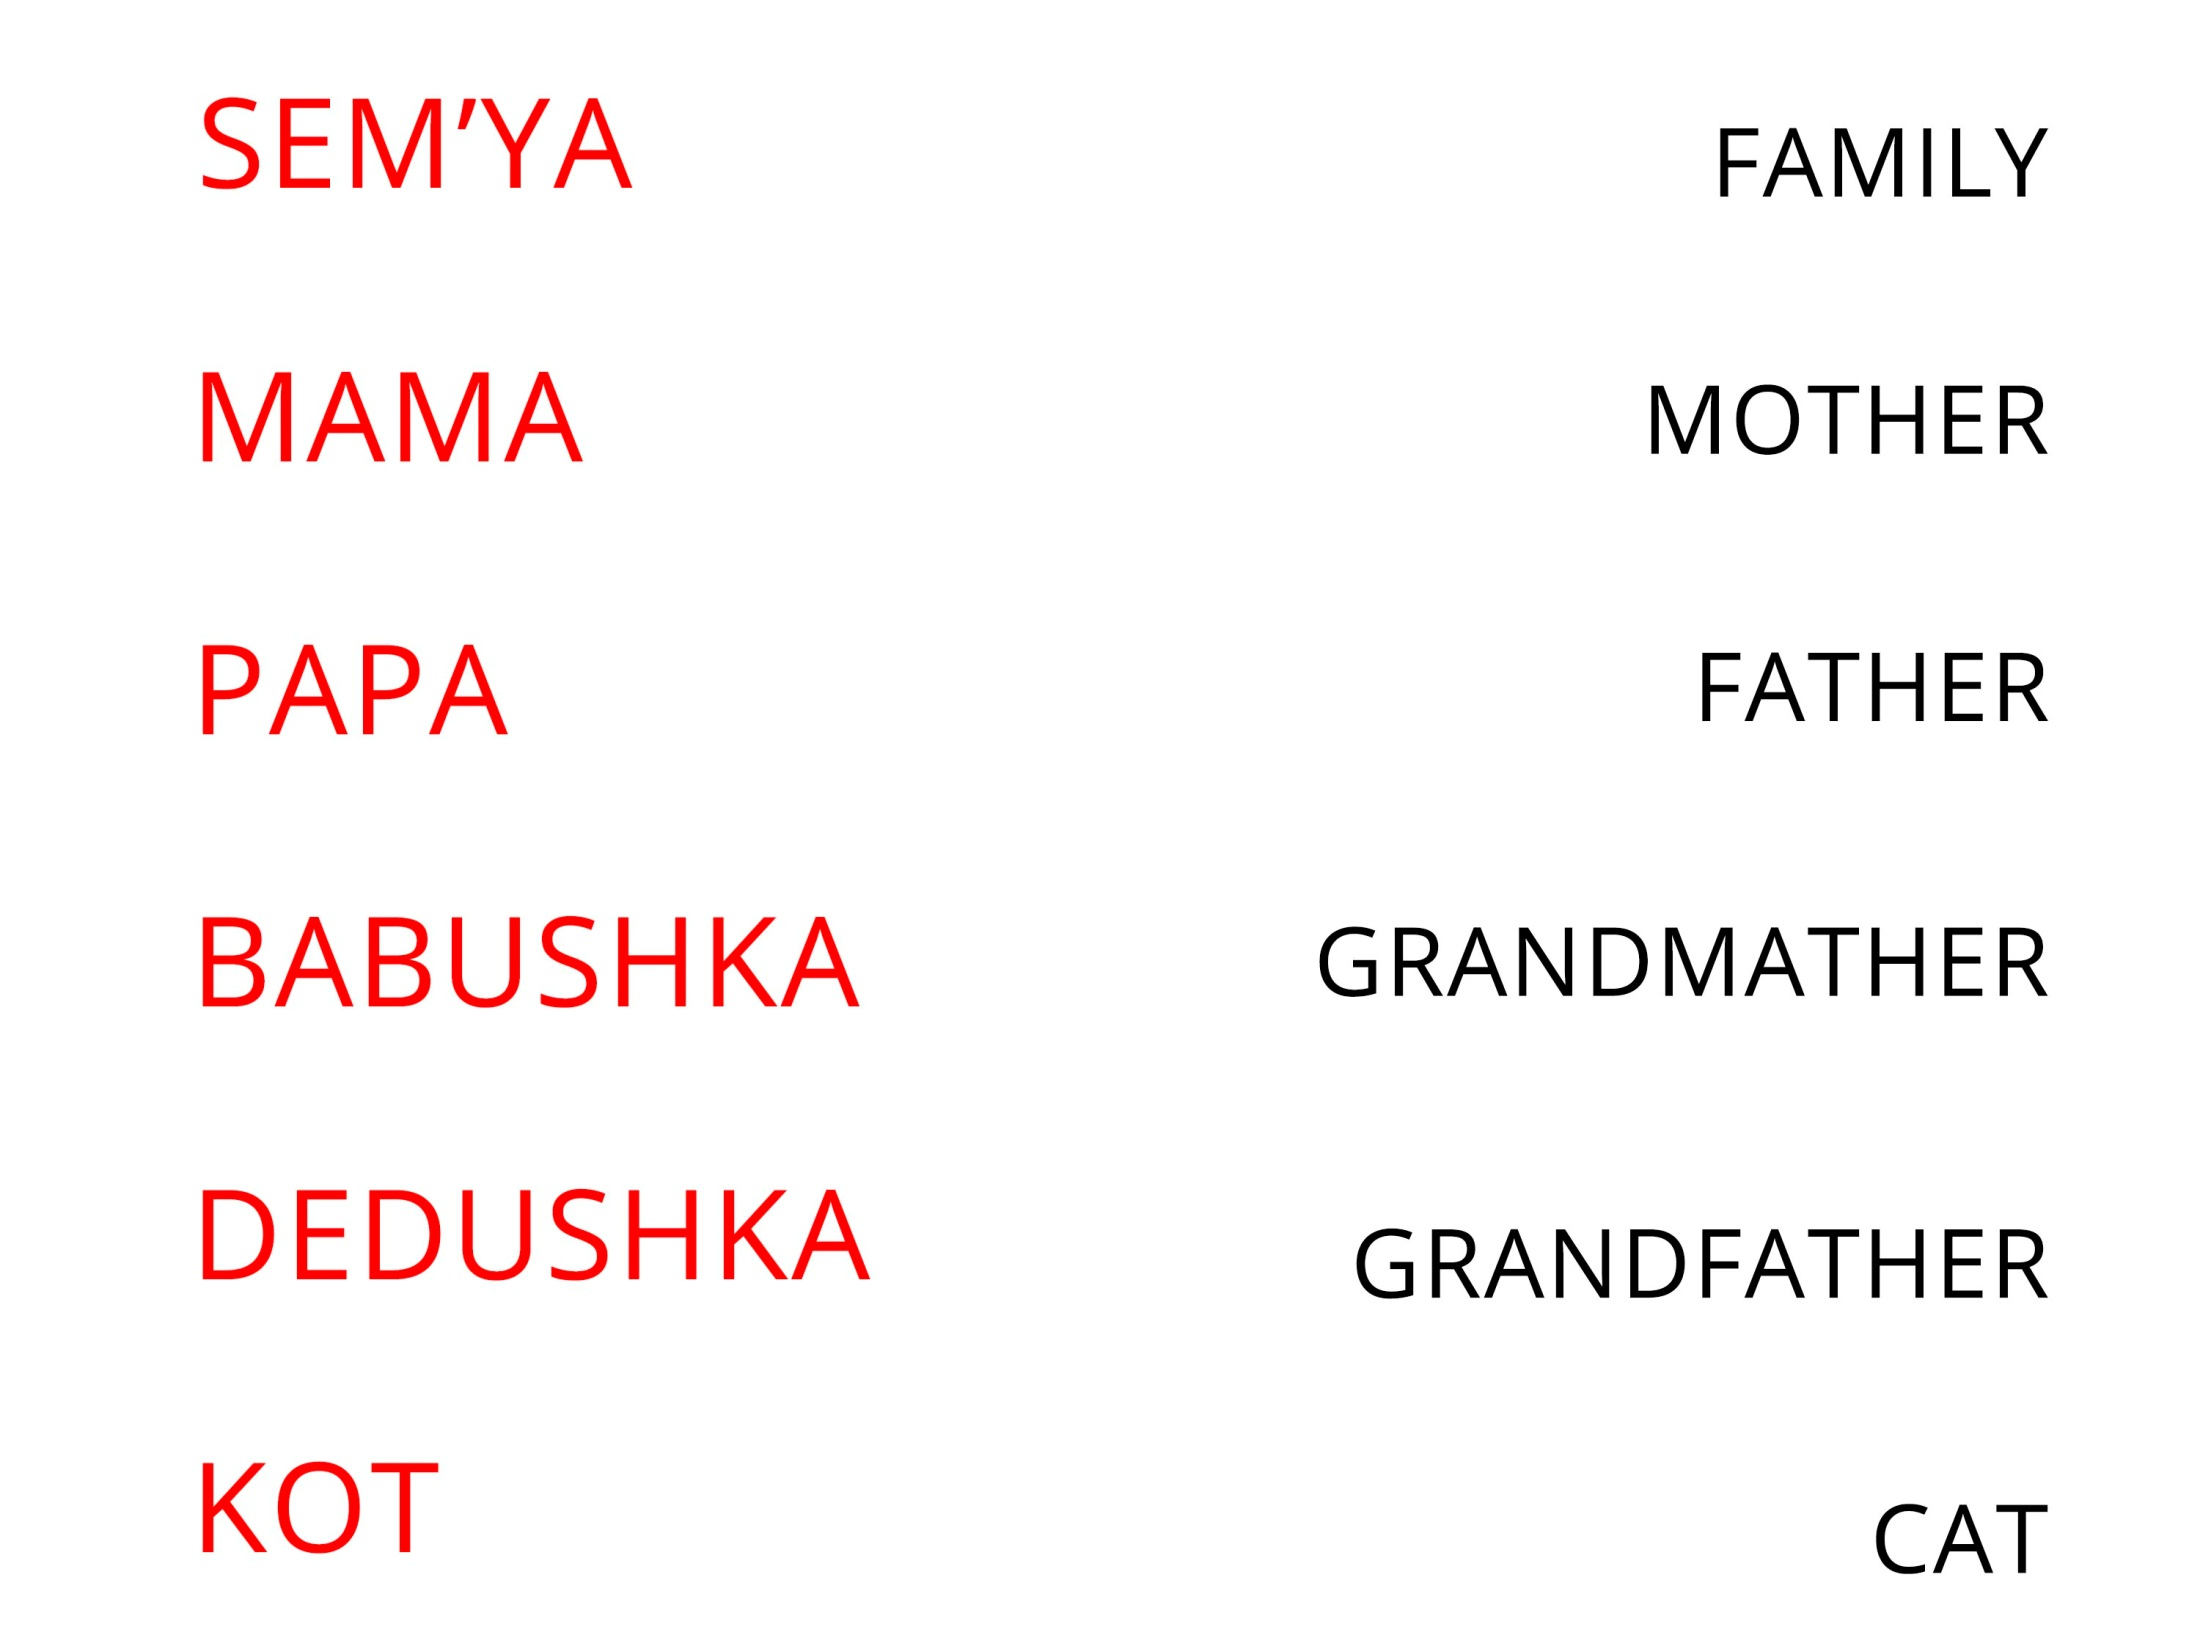 SEM’YA FAMILY
MAMA MOTHER
PAPA FATHER
BABUSHKA GRANDMATHER
DEDUSHKA GRANDFATHER
KOT CAT